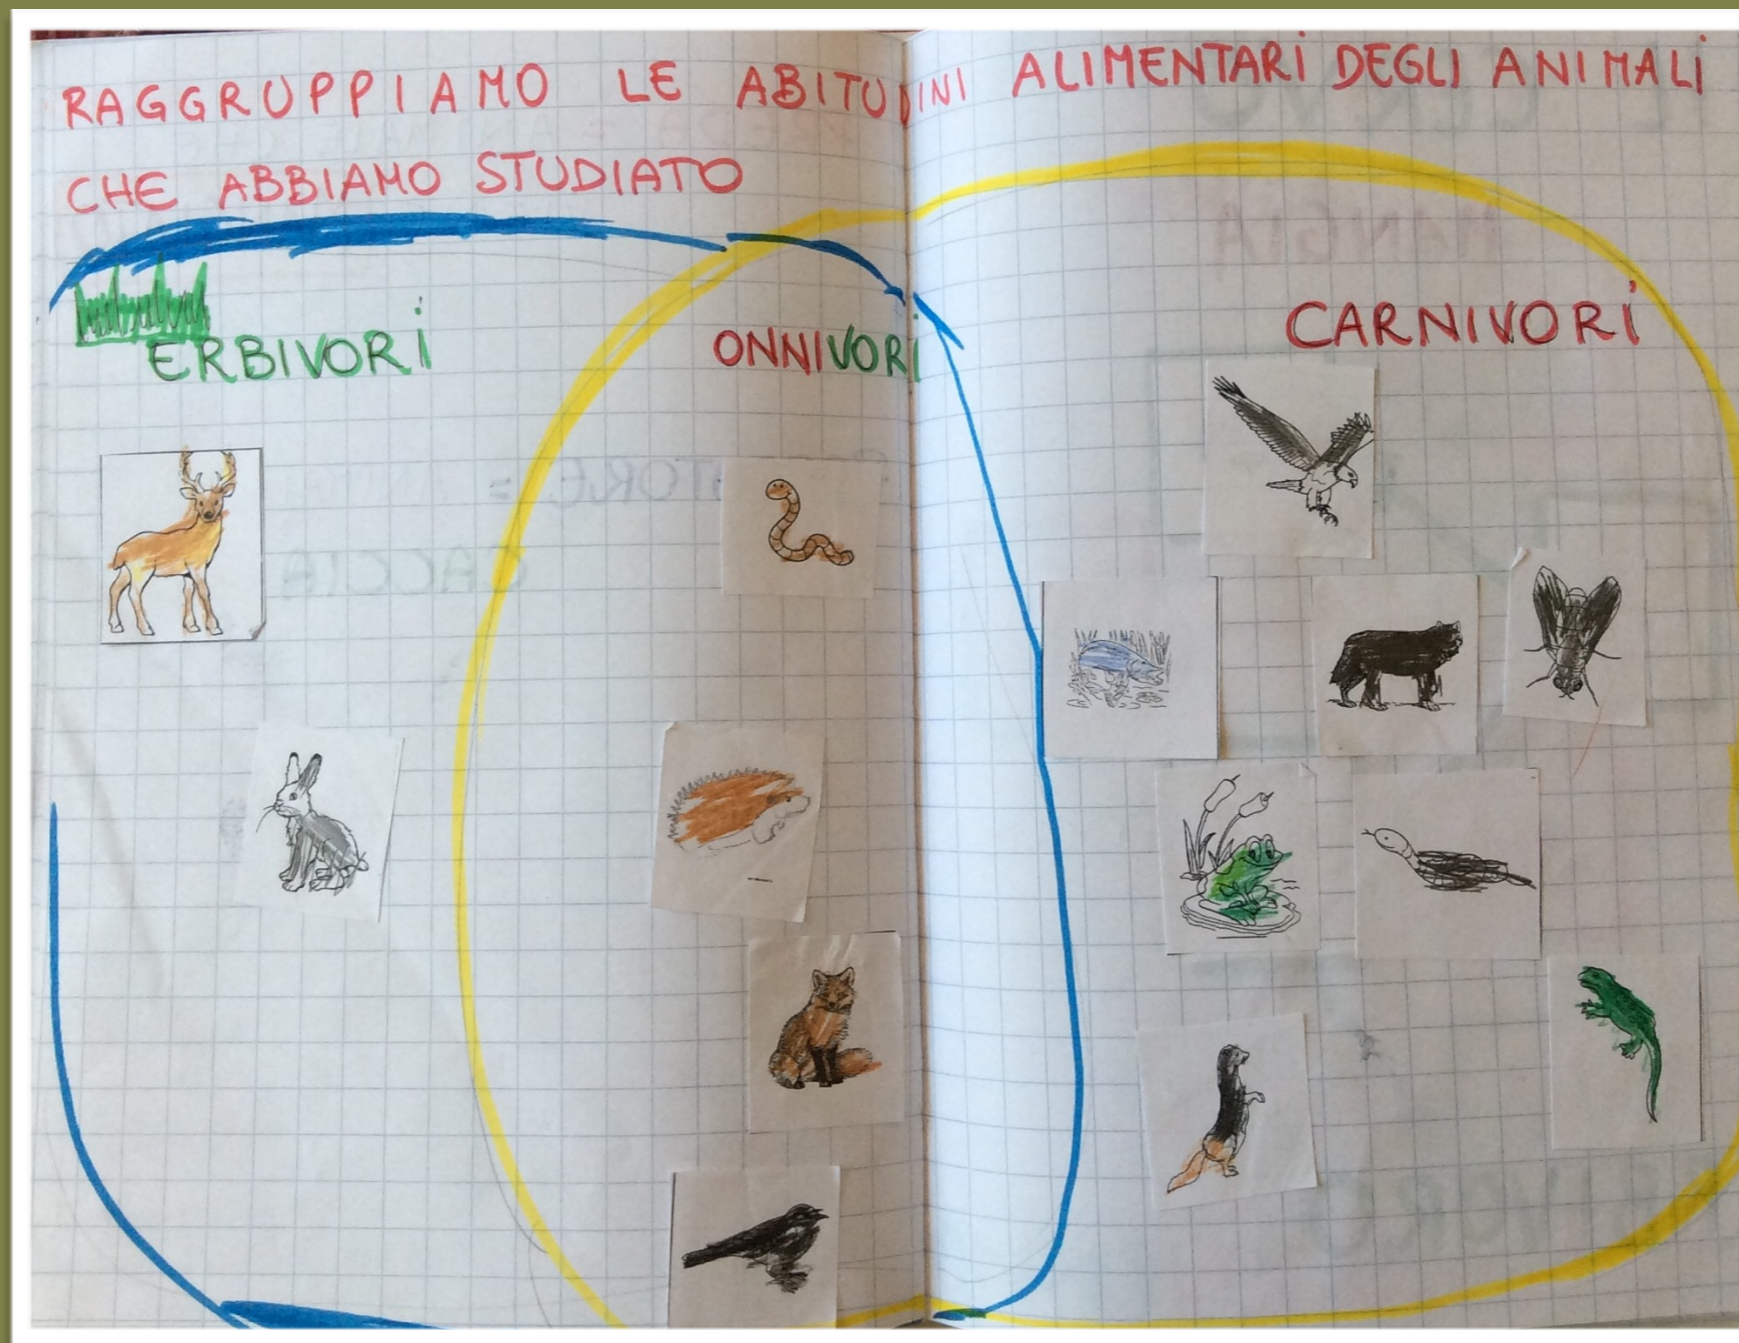 RAGGRUPPIAMO LE ABITUDINI ALIMENTARI DEGLI ANIMALI
CHE ABBIAMO STUDIATO
ERBIVORI
ONNIVORI
CARNIVORI